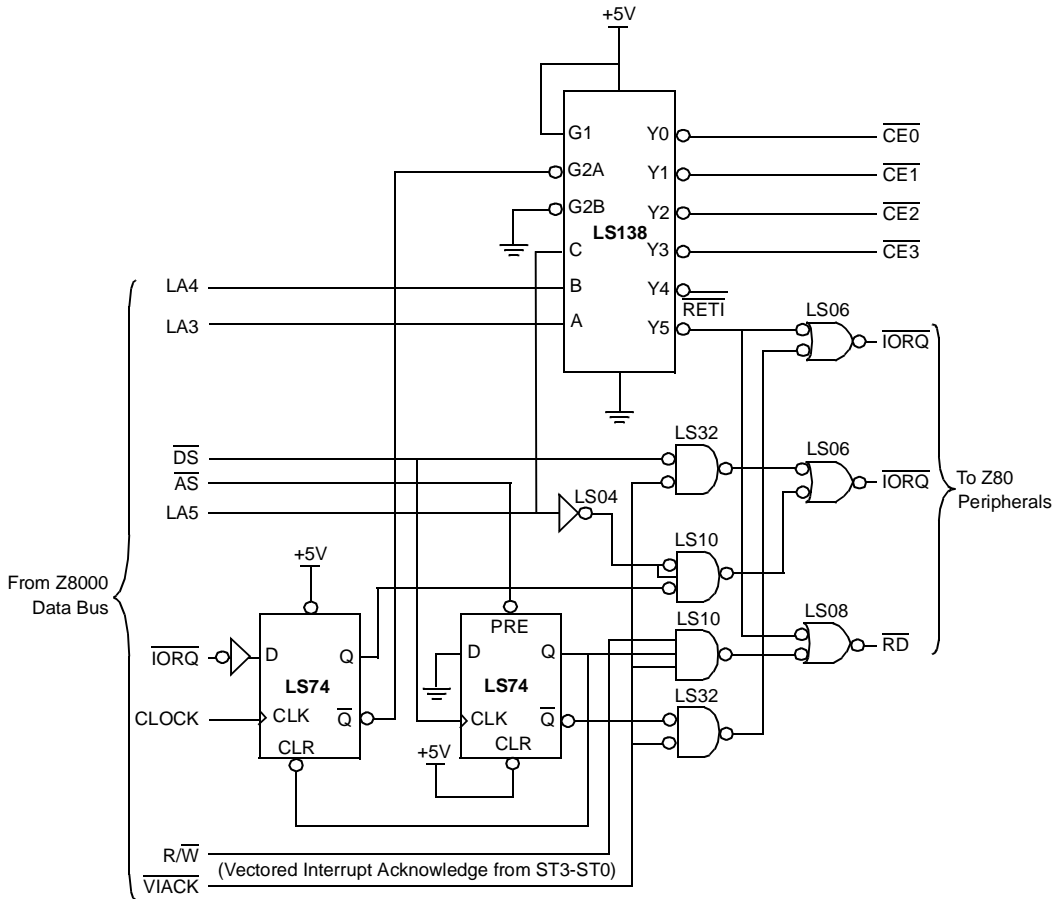 +5V
G1
Y0
CE0
G2A
Y1
CE1
G2B
Y2
CE2
LS138
C
Y3
CE3
LA4
B
Y4
RETI
LS06
LA3
A
Y5
IORQ
LS32
LS06
DS
AS
IORQ
To Z80
Peripherals
LA5
LS04
LS10
+5V
From Z8000
Data Bus
LS10
LS08
PRE
IORQ
D
Q
D
Q
RD
LS74
LS74
LS32
CLOCK
CLK
Q
CLK
Q
CLR
+5V
CLR
R/W
(Vectored Interrupt Acknowledge from ST3-ST0)
VIACK